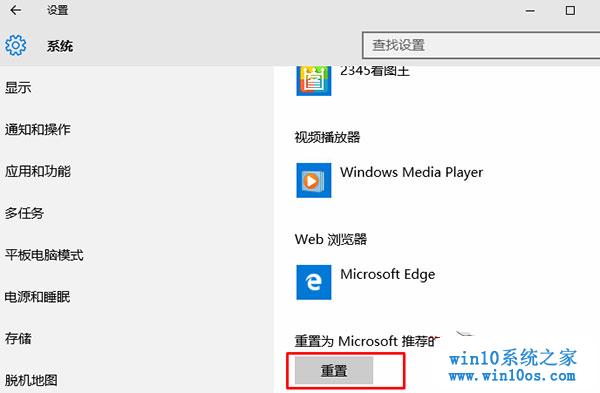 设置
系统
查找设置
显示
通知和操作
应用和功能
多任务
平板电脑模式
电源和睡眠
存储
脱机地图
2345看图王
视频播放器
Windows Media Player
Web 浏览器
Microsoft Edge
重置为 Microsoft 推荐的
重置
win10系统之家
www.win10os.com